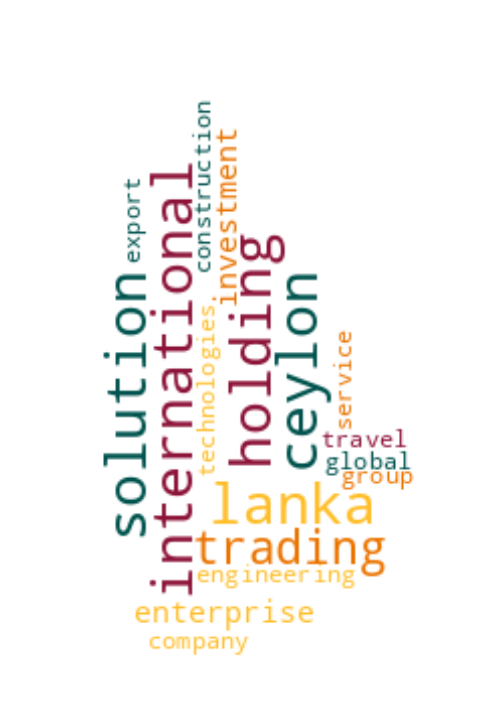 construction
investment
international
export
holding
ceylon
solution
technologies
service
travel
global
group
lanka
trading
engineering
enterprise
company